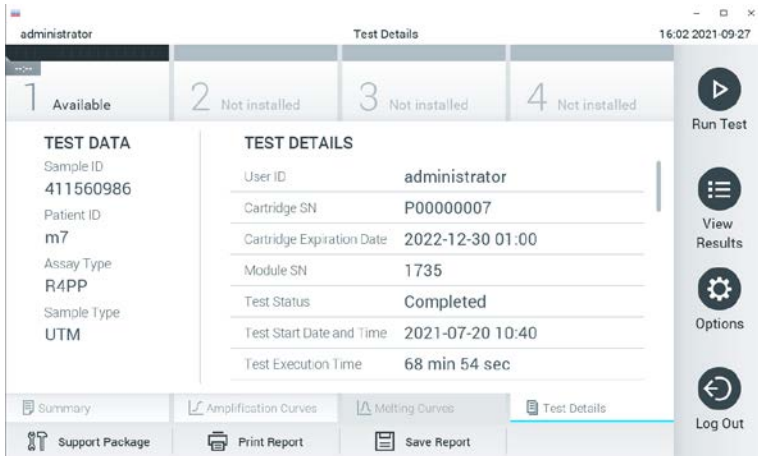 administrator Test Details 16:02 2021-09-27
--:--
1 Available 2 Not installed 3 Not installed 4 Not installed
Run Test
View
Results
Options
Log Out
TEST DATA
Sample ID
411560986
Patient ID
m7
Assay Type
R4PP
Sample Type
UTM
TEST DETAILS
User ID administrator
Cartridge SN P00000007
Cartridge Expiration Date 2022-12-30 01:00
Module SN 1735
Test Status Completed
Test Start Date and Time 2021-07-20 10:40
Test Execution Time 68 min 54 sec
Summary Amplification Curves Melting Curves Test Details
Support Package Print Report Save Report